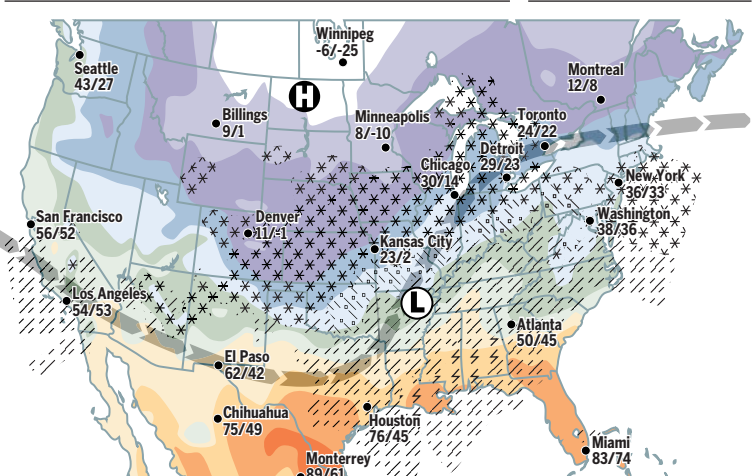 Winnipeg
-6/-25
Seattle
43/27
Montreal
12/8
H
Billings
9/1
Minneapolis
8/-10
Toronto
24/22
Detroit
29/23
Chicago
30/14
New York
36/33
San Francisco
56/52
Denver
11/-1
Washington
38/36
Kansas City
23/2
Los Angeles
54/53
L
Atlanta
50/45
El Paso
62/42
Chihuahua
75/49
Houston
76/45
Miami
83/74
Monterrey
89/61